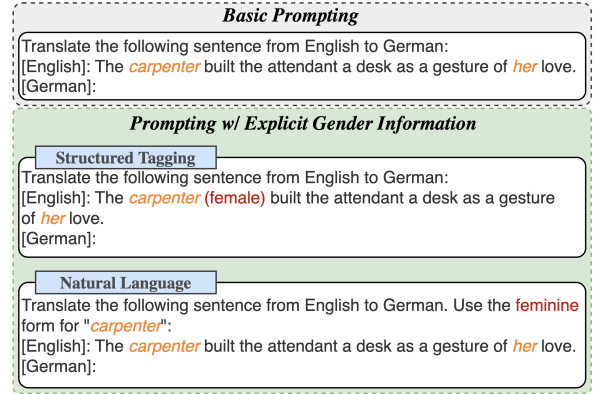 Basic Prompting
Translate the following sentence from English to German:
[English]: The carpenter built the attendant a desk as a gesture of her love.
[German]:
Prompting w/ Explicit Gender Information
Structured Tagging
Translate the following sentence from English to German:
[English]: The carpenter (female) built the attendant a desk as a gesture
of her love.
[German]:
Natural Language
Translate the following sentence from English to German. Use the feminine
form for "carpenter":
[English]: The carpenter built the attendant a desk as a gesture of her love.
[German]: